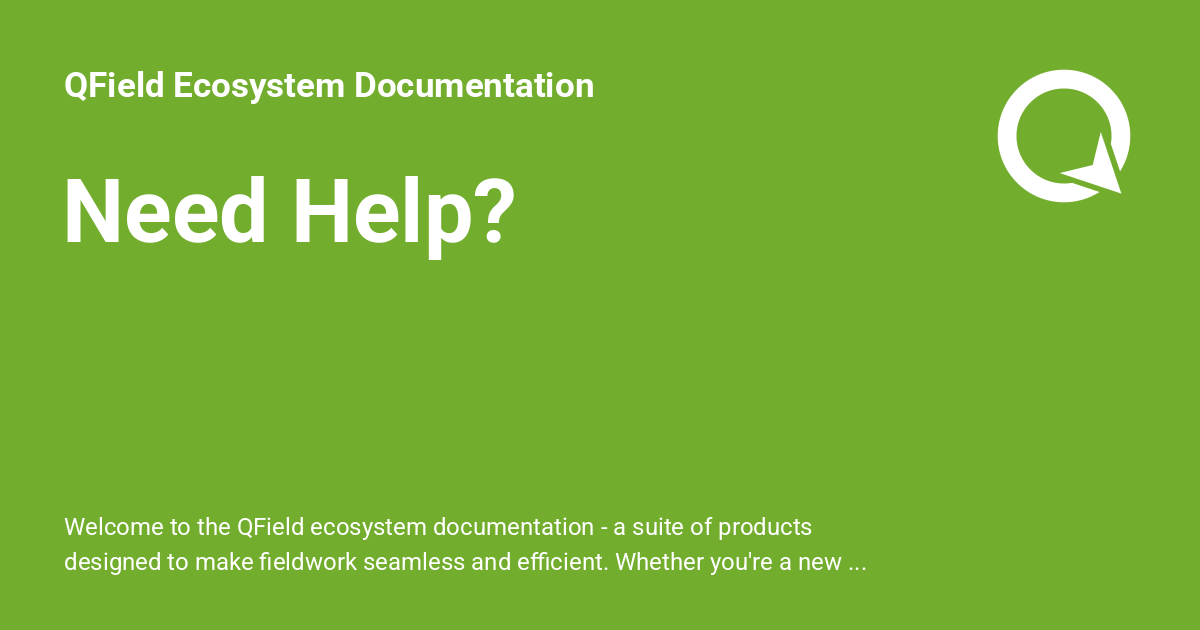 QField Ecosystem Documentation
Need Help?
Welcome to the QField ecosystem documentation - a suite of products
designed to make fieldwork seamless and efficient. Whether you're a new ...